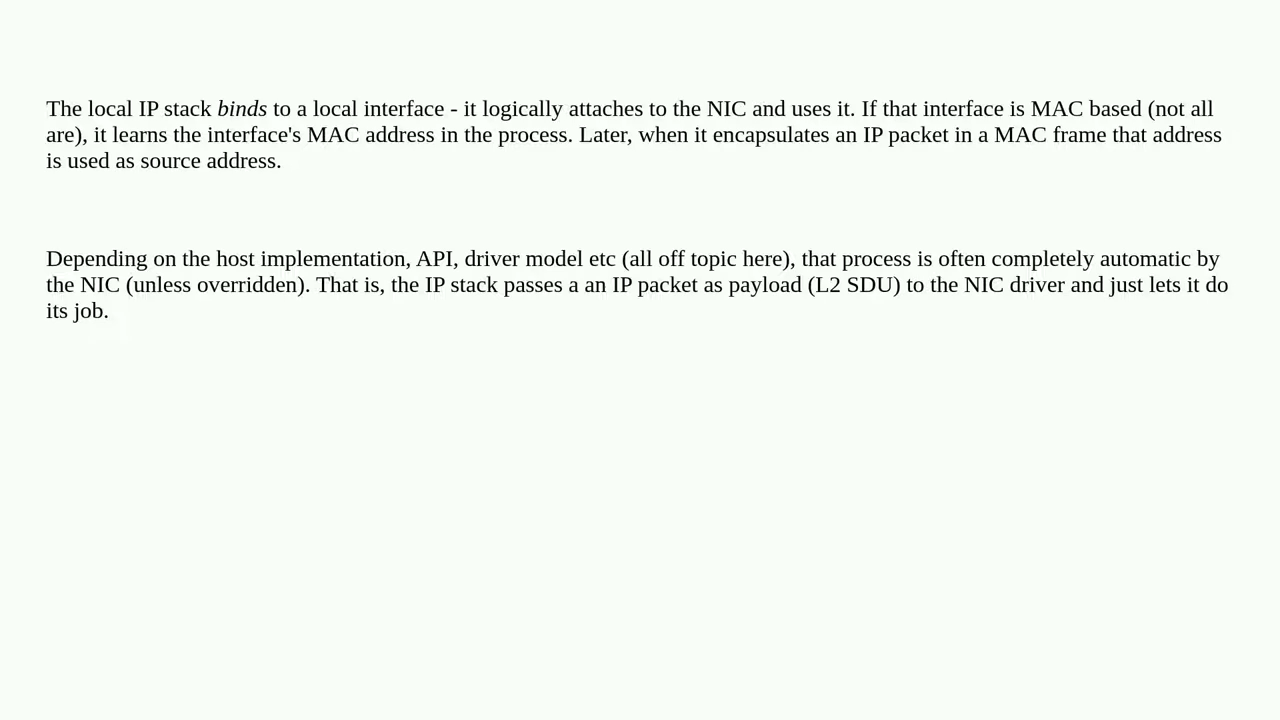 The local IP stack binds to a local interface - it logically attaches to the NIC and uses it. If that interface is MAC based (not all
are), it learns the interface's MAC address in the process. Later, when it encapsulates an IP packet in a MAC frame that address
is used as source address.
Depending on the host implementation, API, driver model etc (all off topic here), that process is often completely automatic by
the NIC (unless overridden). That is, the IP stack passes a an IP packet as payload (L2 SDU) to the NIC driver and just lets it do
its job.